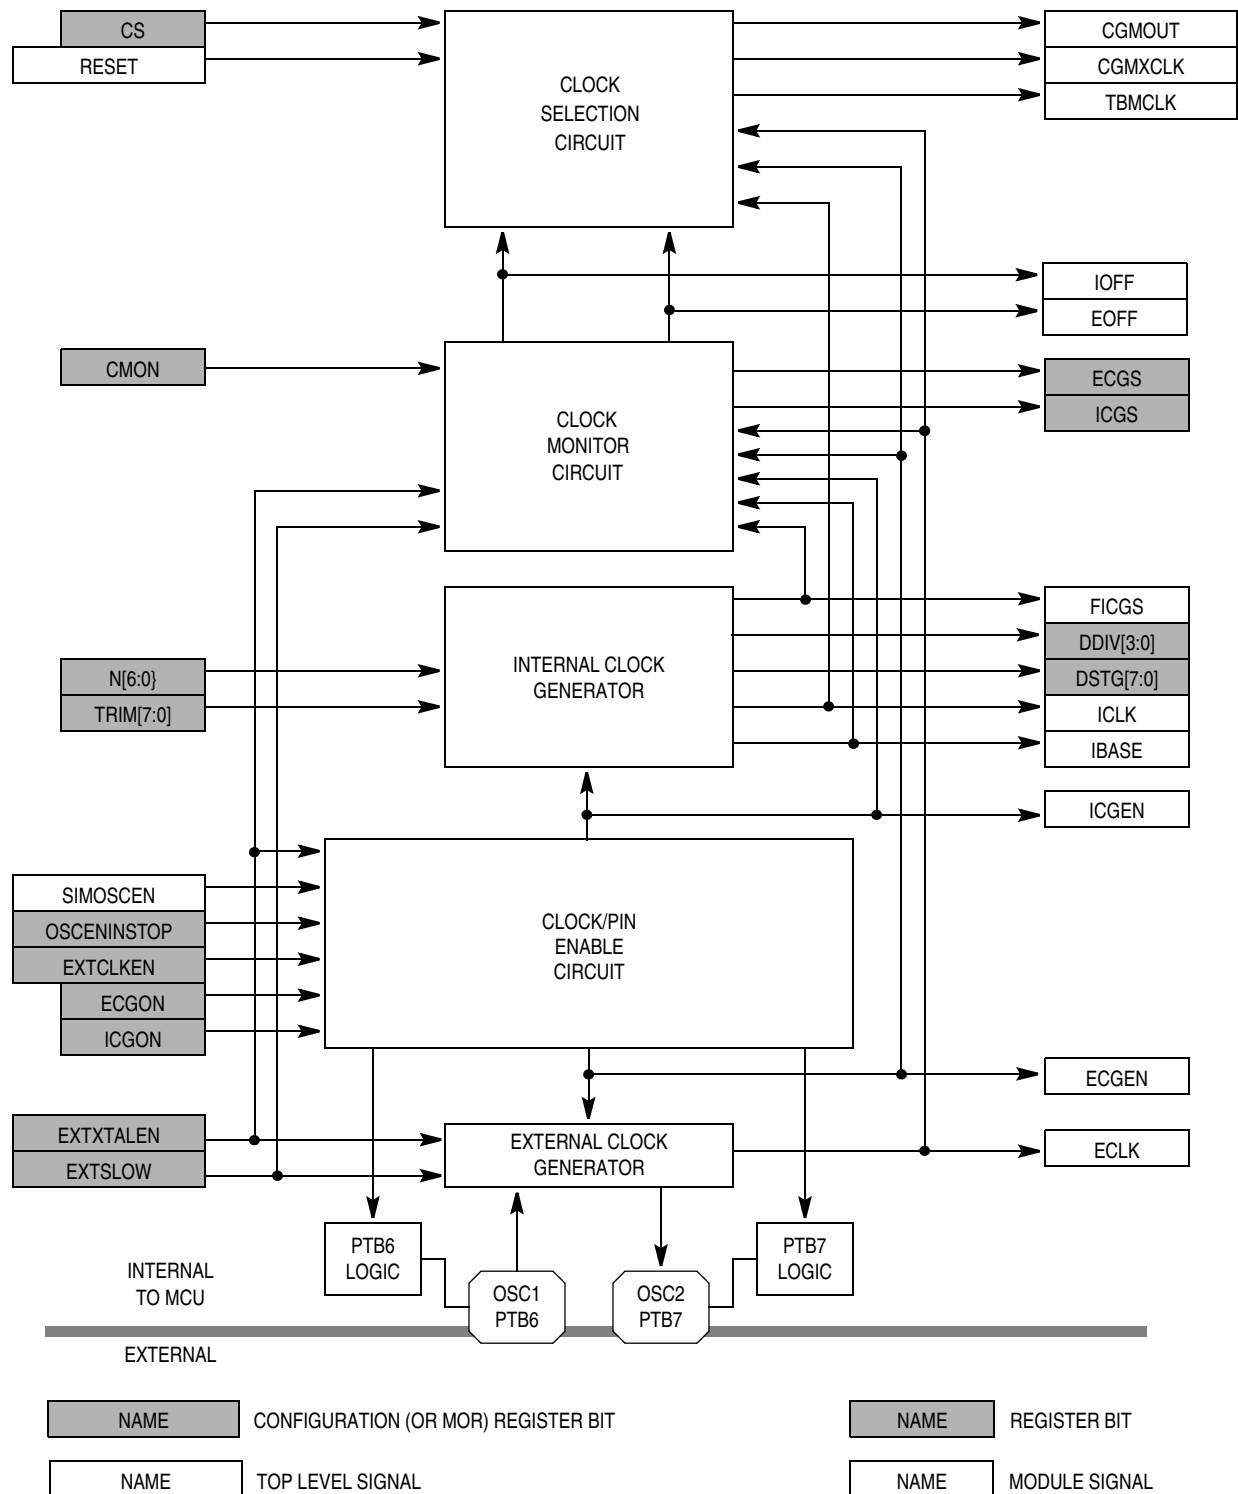 CS
RESET
CLOCK
SELECTION
CIRCUIT
CGMOUT
CGMXCLK
TBMCLK
IOFF
EOFF
CMON
CLOCK
MONITOR
CIRCUIT
ECGS
ICGS
N[6:0}
TRIM[7:0]
INTERNAL CLOCK
GENERATOR
FICGS
DDIV[3:0]
DSTG[7:0]
ICLK
IBASE
ICGEN
SIMOSCEN
OSCENINSTOP
EXTCLKEN
ECGON
ICGON
CLOCK/PIN
ENABLE
CIRCUIT
ECGEN
EXTXTALEN
EXTSLOW
EXTERNAL CLOCK
GENERATOR
ECLK
PTB6
LOGIC
OSC1
PTB6
OSC2
PTB7
PTB7
LOGIC
INTERNAL
TO MCU
EXTERNAL
NAME CONFIGURATION (OR MOR) REGISTER BIT
NAME REGISTER BIT
NAME TOP LEVEL SIGNAL
NAME MODULE SIGNAL